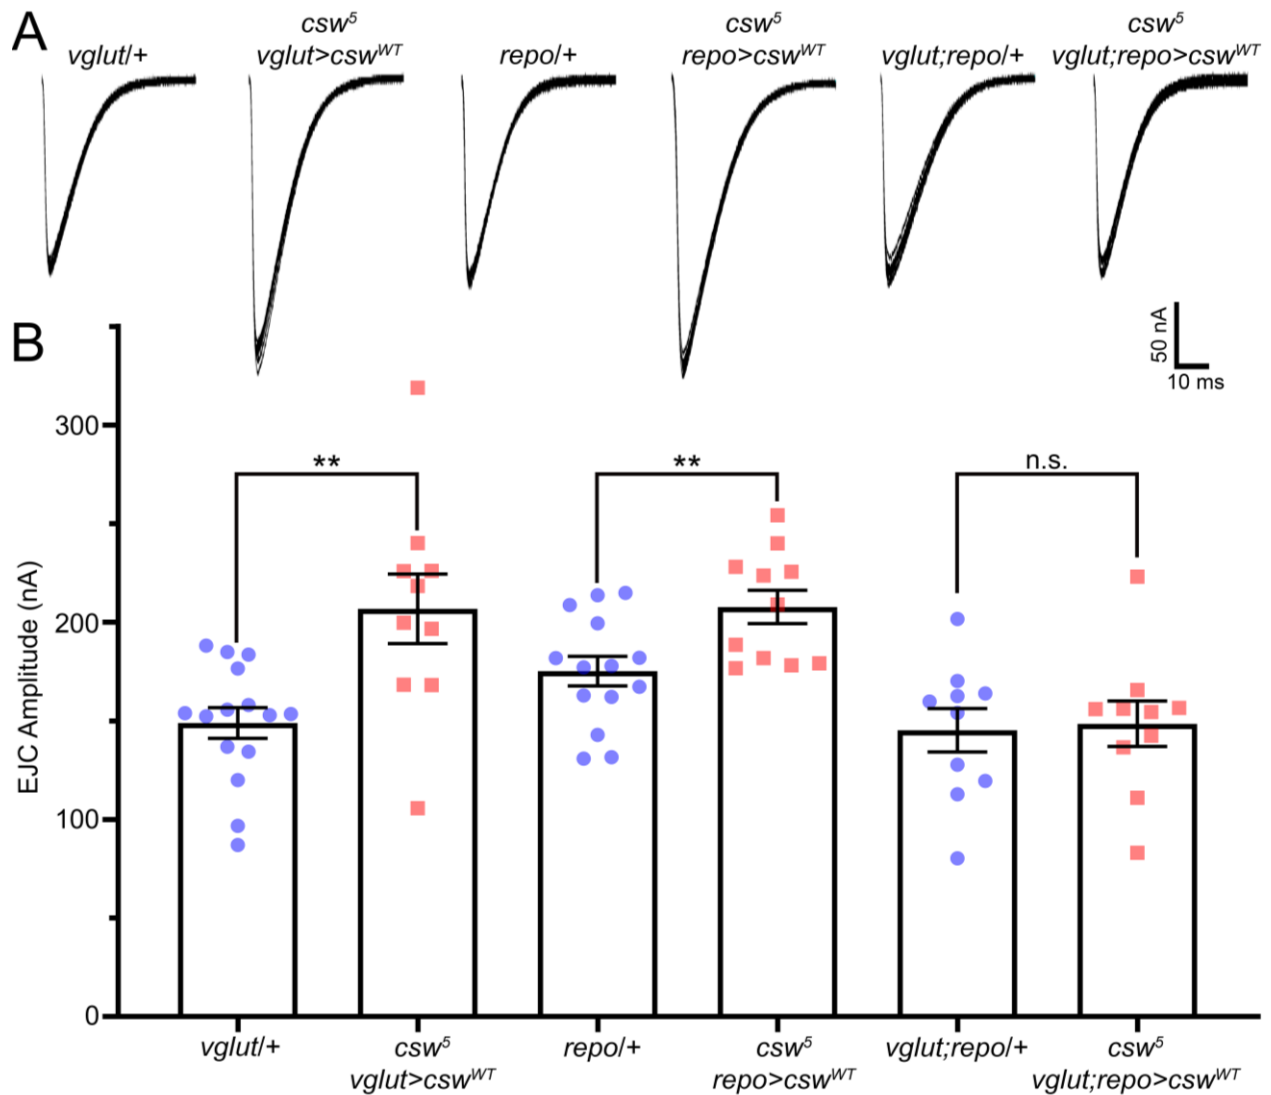 A
vglut/+
csw⁵
vglut>cswᵂᵀ
repo/+
csw⁵
repo>cswᵂᵀ
vglut;repo/+
csw⁵
vglut;repo>cswᵂᵀ
50 nA
10 ms
B
EJC Amplitude (nA)
300
200
100
0
**
**
n.s.
vglut/+
csw⁵
vglut>cswᵂᵀ
repo/+
csw⁵
repo>cswᵂᵀ
vglut;repo/+
csw⁵
vglut;repo>cswᵂᵀ